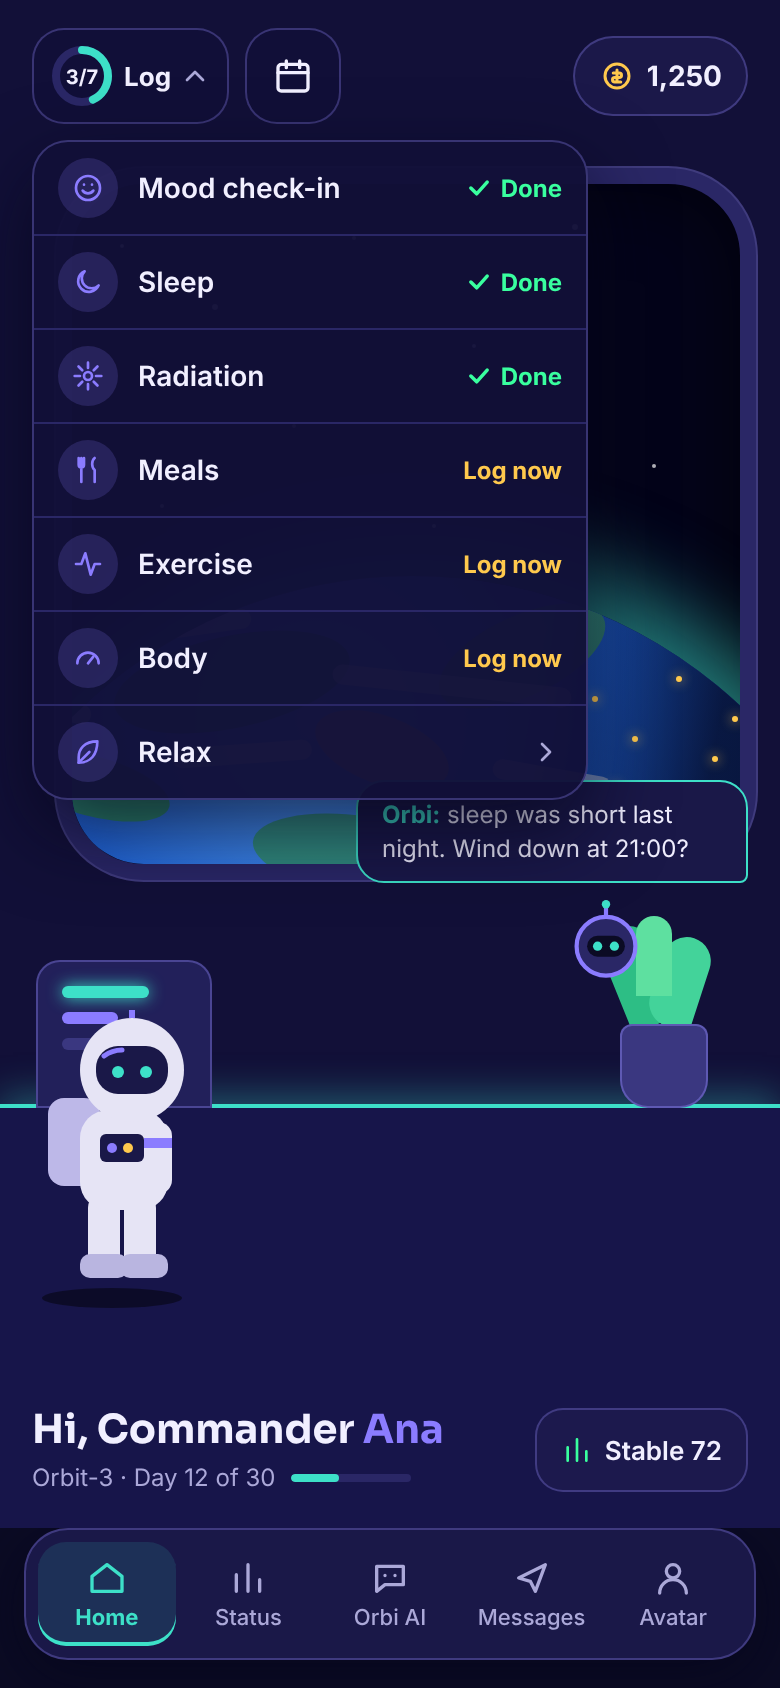 3/7 Log
1,250
Mood check-in Done
Sleep Done
Radiation Done
Meals Log now
Exercise Log now
Body Log now
Relax
Orbi: sleep was short last
night. Wind down at 21:00?
Hi, Commander Ana
Orbit-3 · Day 12 of 30
Stable 72
Home Status Orbi AI Messages Avatar